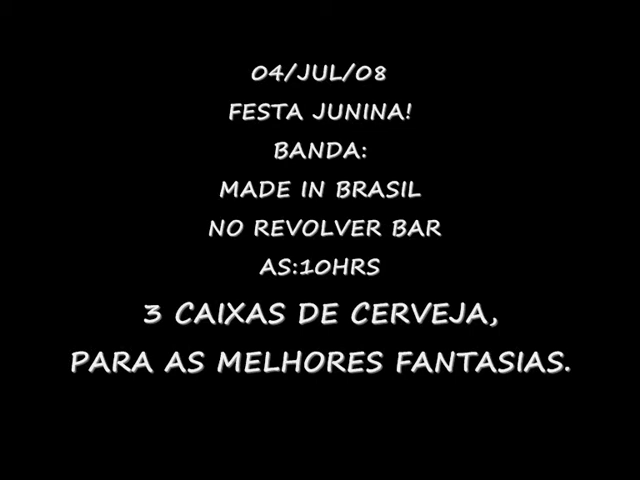 04/JUL/08
FESTA JUNINA!
BANDA:
MADE IN BRASIL
NO REVOLVER BAR
AS:10HRS
3 CAIXAS DE CERVEJA,
PARA AS MELHORES FANTASIAS.